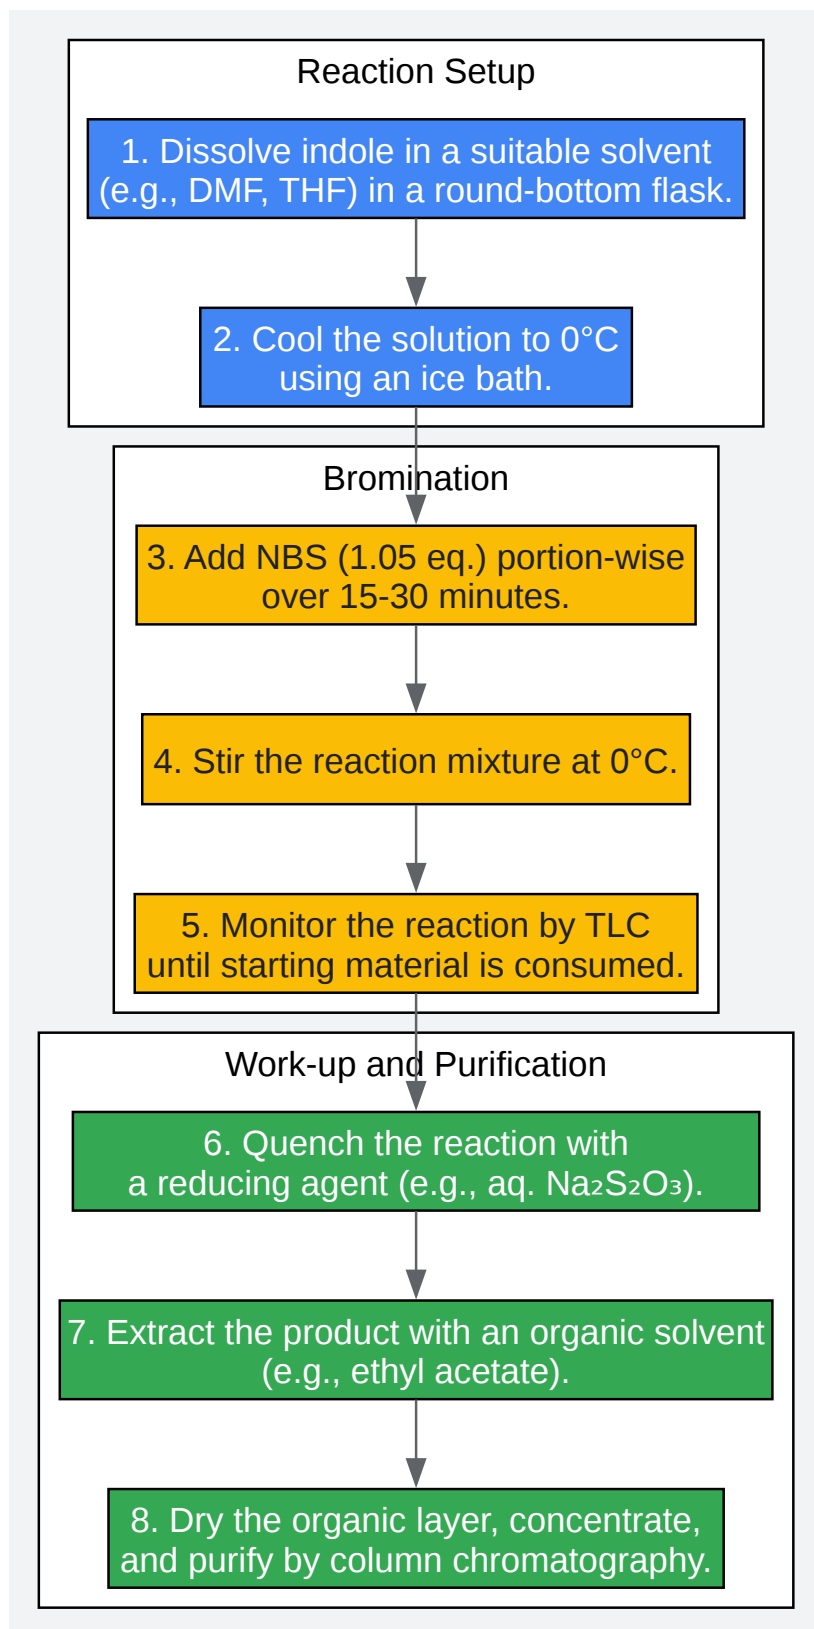 Reaction Setup
1. Dissolve indole in a suitable solvent
(e.g., DMF, THF) in a round-bottom flask.
2. Cool the solution to 0°C
using an ice bath.
Bromination
3. Add NBS (1.05 eq.) portion-wise
over 15-30 minutes.
4. Stir the reaction mixture at 0°C.
5. Monitor the reaction by TLC
until starting material is consumed.
Work-up and Purification
6. Quench the reaction with
a reducing agent (e.g., aq. Na₂S₂O₃).
7. Extract the product with an organic solvent
(e.g., ethyl acetate).
8. Dry the organic layer, concentrate,
and purify by column chromatography.